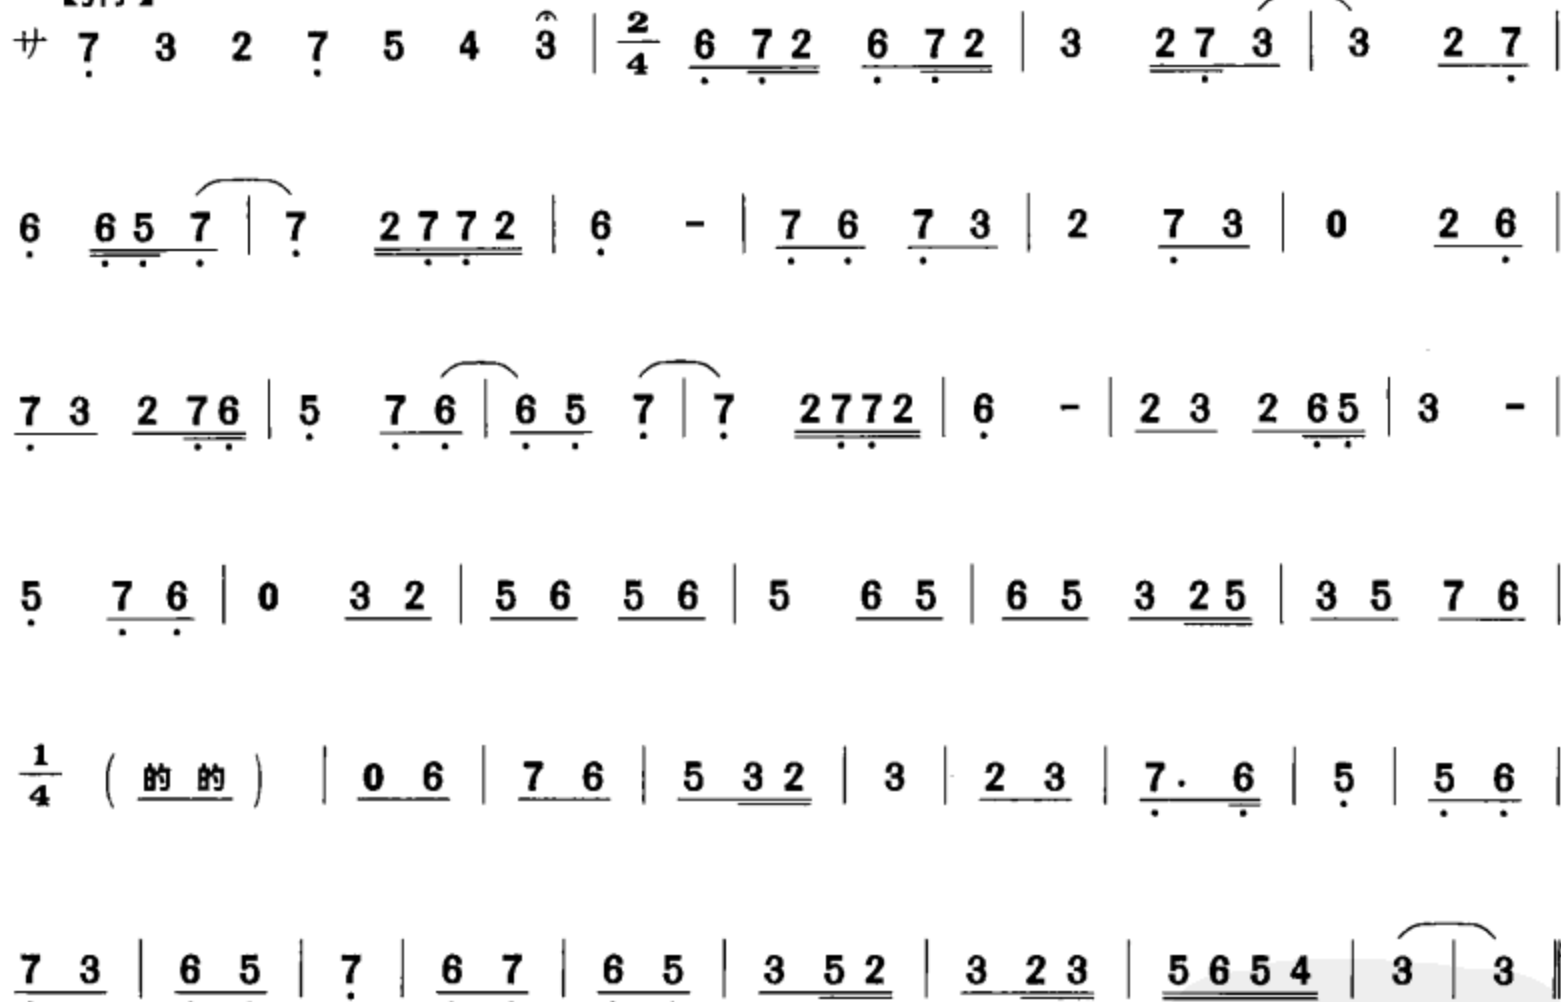 サ 7̣ 3 2 7̣ 5 4 3 | 2/4 6̣ 7̣ 2 6̣ 7̣ 2 | 3 2 7̣ 3 | 3 2 7̣ |
6̣ 6̣ 5̣ 7̣ | 7̣ 2 7̣ 7̣ 2 | 6̣ - | 7̣ 6̣ 7̣ 3 | 2 7̣ 3 | 0 2 6̣ |
7̣ 3 2 7̣ 6̣ | 5̣ 7̣ 6̣ | 6̣ 5̣ 7̣ | 7̣ 2 7̣ 7̣ 2 | 6̣ - | 2 3 2 6̣ 5̣ | 3 - |
5̣ 7̣ 6̣ | 0 3 2 | 5 6 5 6 | 5 6 5 | 6 5 3 2 5 | 3 5 7 6 |
1/4 ( 的 的 ) | 0 6 | 7 6 | 5 3 2 | 3 | 2 3 | 7̣ . 6̣ | 5̣ | 5̣ 6̣ |
7̣ 3 | 6̣ 5̣ | 7̣ | 6̣ 7̣ | 6̣ 5̣ | 3 5 2 | 3 2 3 | 5 6 5 4 | 3 | 3 ‖